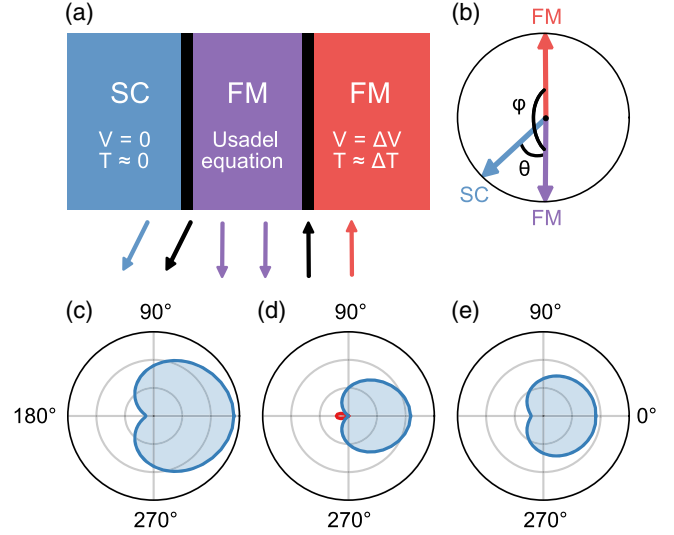 (a)
SC
V = 0
T ≈ 0
FM
Usadel
equation
FM
V = ΔV
T ≈ ΔT
(b)
FM
φ
θ
SC
FM
(c)
90°
180°
270°
(d)
90°
270°
(e)
90°
0°
270°